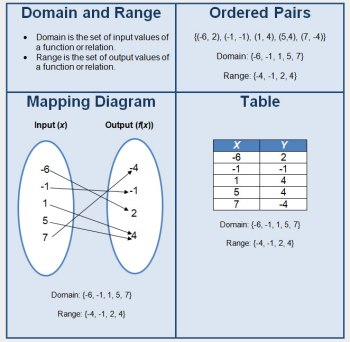 Domain and Range
• Domain is the set of input values of
a function or relation.
• Range is the set of output values of
a function or relation.
Ordered Pairs
{(-6, 2), (-1, -1), (1, 4), (5,4), (7, -4)}
Domain: {-6, -1, 1, 5, 7}
Range: {-4, -1, 2, 4}
Mapping Diagram
Input (x) Output (f(x))
-6
-1
1
5
7
-4
-1
2
4
Domain: {-6, -1, 1, 5, 7}
Range: {-4, -1, 2, 4}
Table
X Y
-6 2
-1 -1
1 4
5 4
7 -4
Domain: {-6, -1, 1, 5, 7}
Range: {-4, -1, 2, 4}